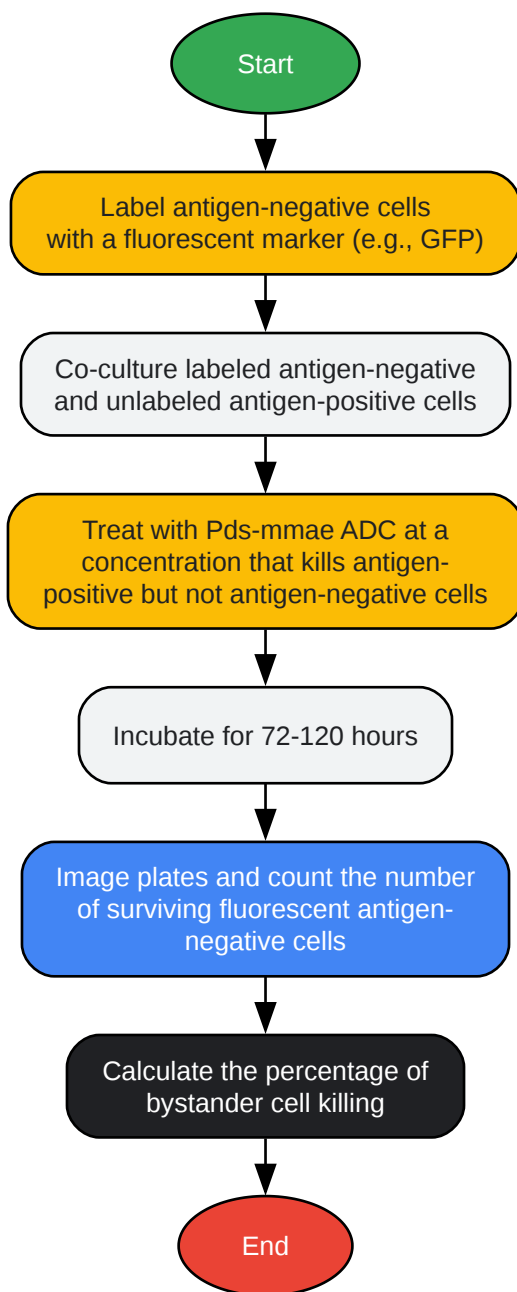 Start
Label antigen-negative cells
with a fluorescent marker (e.g., GFP)
Co-culture labeled antigen-negative
and unlabeled antigen-positive cells
Treat with Pds-mmae ADC at a
concentration that kills antigen-
positive but not antigen-negative cells
Incubate for 72-120 hours
Image plates and count the number
of surviving fluorescent antigen-
negative cells
Calculate the percentage of
bystander cell killing
End